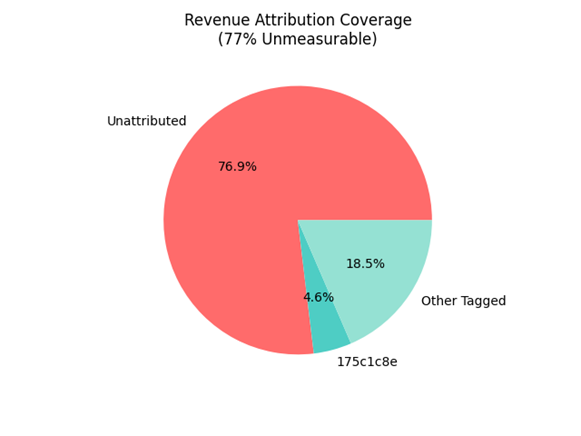 Revenue Attribution Coverage
(77% Unmeasurable)
Unattributed
76.9%
18.5%
4.6%
Other Tagged
175c1c8e